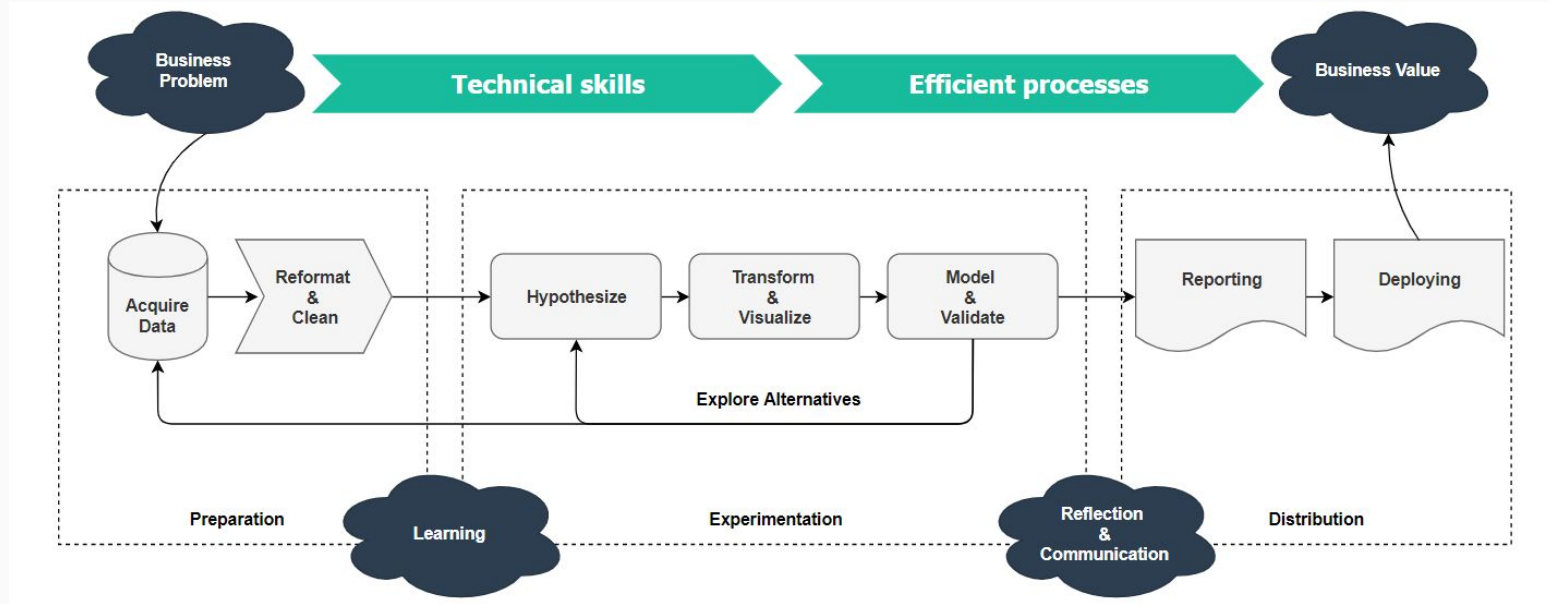 Business
Problem
Technical skills
Efficient processes
Business Value
Acquire
Data
Reformat
&
Clean
Hypothesize
Transform
&
Visualize
Model
&
Validate
Reporting
Deploying
Explore Alternatives
Preparation
Learning
Experimentation
Reflection
&
Communication
Distribution